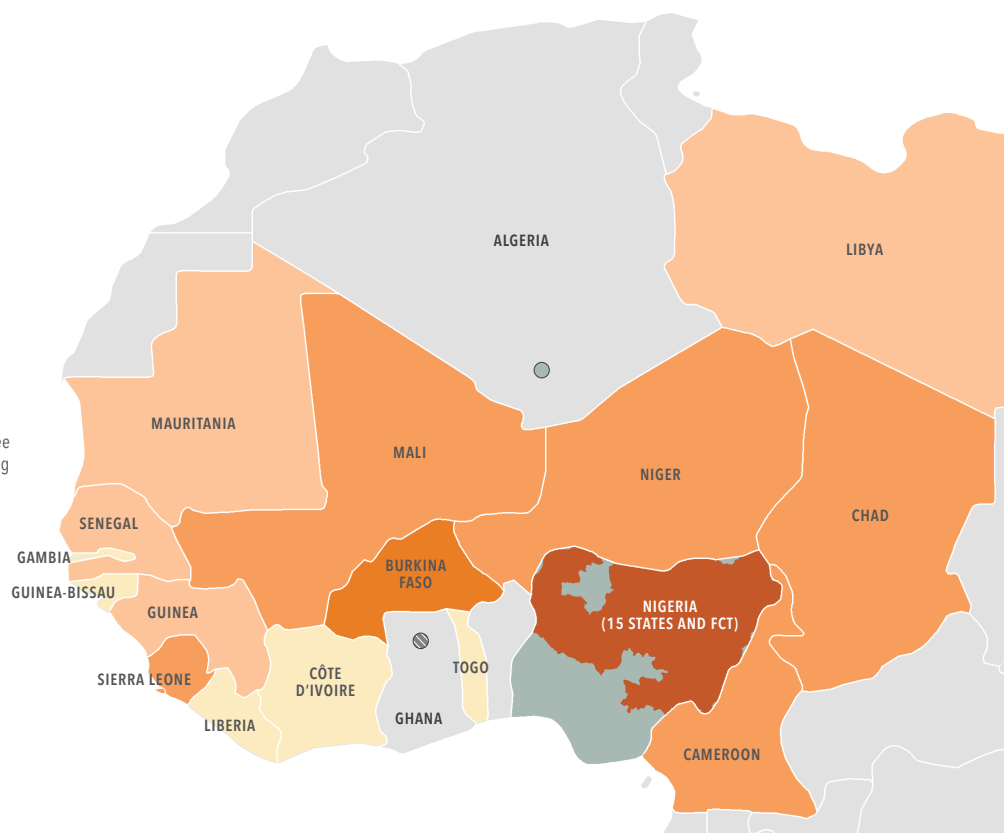 ALGERIA
LIBYA
MAURITANIA
MALI
NIGER
SENEGAL
CHAD
GAMBIA
BURKINA
FASO
GUINEA-BISSAU
GUINEA
NIGERIA
(15 STATES AND FCT)
SIERRA LEONE
CÔTE
D'IVOIRE
TOGO
LIBERIA
GHANA
CAMEROON